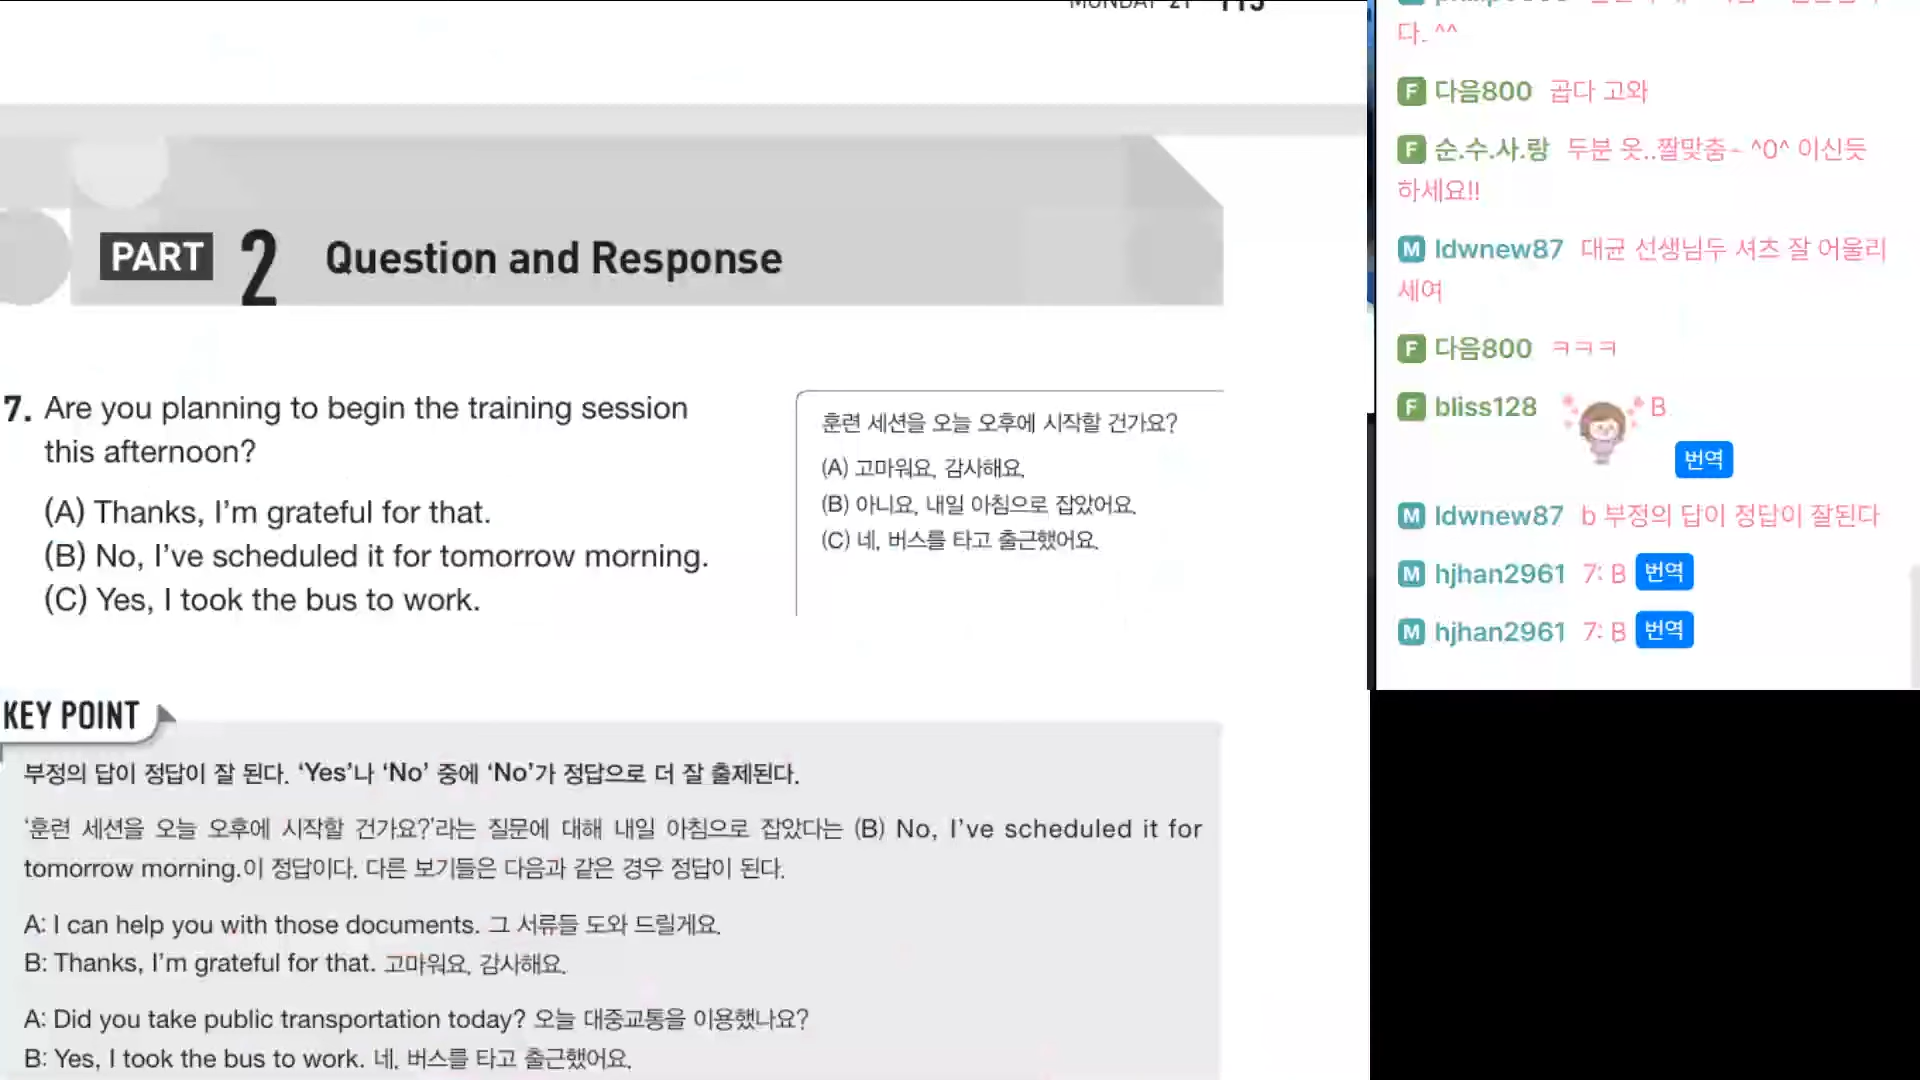 MONDAY 21 113
PART 2 Question and Response
7. Are you planning to begin the training session
this afternoon?
(A) Thanks, I'm grateful for that.
(B) No, I've scheduled it for tomorrow morning.
(C) Yes, I took the bus to work.
훈련 세션을 오늘 오후에 시작할 건가요?
(A) 고마워요, 감사해요.
(B) 아니요, 내일 아침으로 잡았어요.
(C) 네, 버스를 타고 출근했어요.
KEY POINT
부정의 답이 정답이 잘 된다. ‘Yes’나 ‘No’ 중에 ‘No’가 정답으로 더 잘 출제된다.
‘훈련 세션을 오늘 오후에 시작할 건가요?’라는 질문에 대해 내일 아침으로 잡았다는 (B) No, I’ve scheduled it for
tomorrow morning.이 정답이다. 다른 보기들은 다음과 같은 경우 정답이 된다.
A: I can help you with those documents. 그 서류들 도와 드릴게요.
B: Thanks, I’m grateful for that. 고마워요, 감사해요.
A: Did you take public transportation today? 오늘 대중교통을 이용했나요?
B: Yes, I took the bus to work. 네, 버스를 타고 출근했어요.
다. ^^
F 다음800 곱다 고와
F 순.수.사.랑 두분 옷..짤맞춤~ ^0^ 이신듯
하세요!!
M ldwnew87 대균 선생님두 셔츠 잘 어울리
세여
F 다음800 ㅋㅋㅋ
F bliss128 B
번역
M ldwnew87 b 부정의 답이 정답이 잘된다
M hjhan2961 7: B 번역
M hjhan2961 7: B 번역